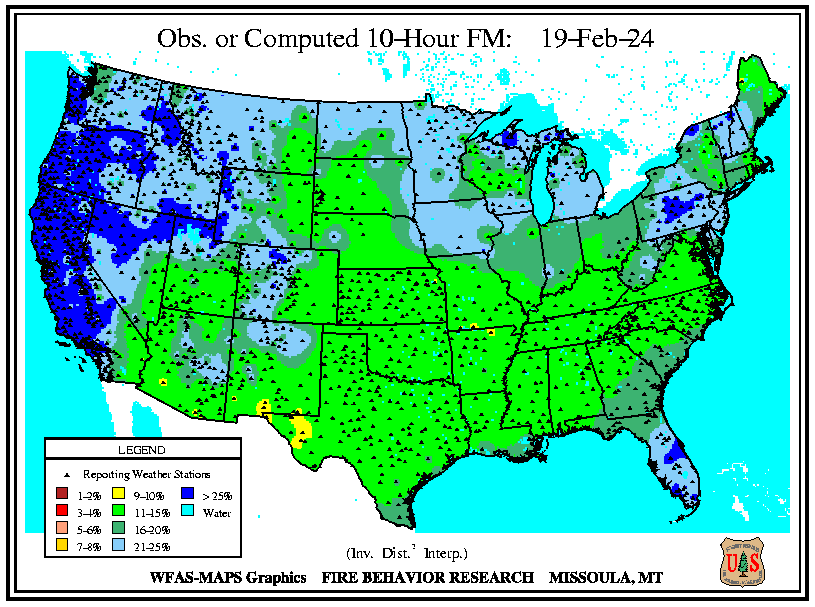 Obs. or Computed 10-Hour FM: 19-Feb-24
LEGEND
Reporting Weather Stations
1-2% 9-10% > 25%
3-4% 11-15% Water
5-6% 16-20%
7-8% 21-25%
(Inv. Dist.² Interp.)
WFAS-MAPS Graphics FIRE BEHAVIOR RESEARCH MISSOULA, MT
U S